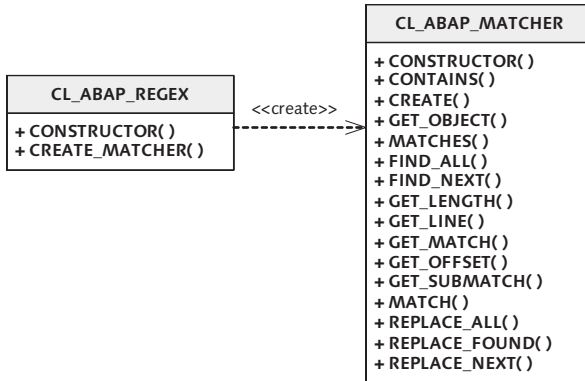 CL_ABAP_REGEX
+ CONSTRUCTOR( )
+ CREATE_MATCHER( )
<<create>>
CL_ABAP_MATCHER
+ CONSTRUCTOR( )
+ CONTAINS( )
+ CREATE( )
+ GET_OBJECT( )
+ MATCHES( )
+ FIND_ALL( )
+ FIND_NEXT( )
+ GET_LENGTH( )
+ GET_LINE( )
+ GET_MATCH( )
+ GET_OFFSET( )
+ GET_SUBMATCH( )
+ MATCH( )
+ REPLACE_ALL( )
+ REPLACE_FOUND( )
+ REPLACE_NEXT( )